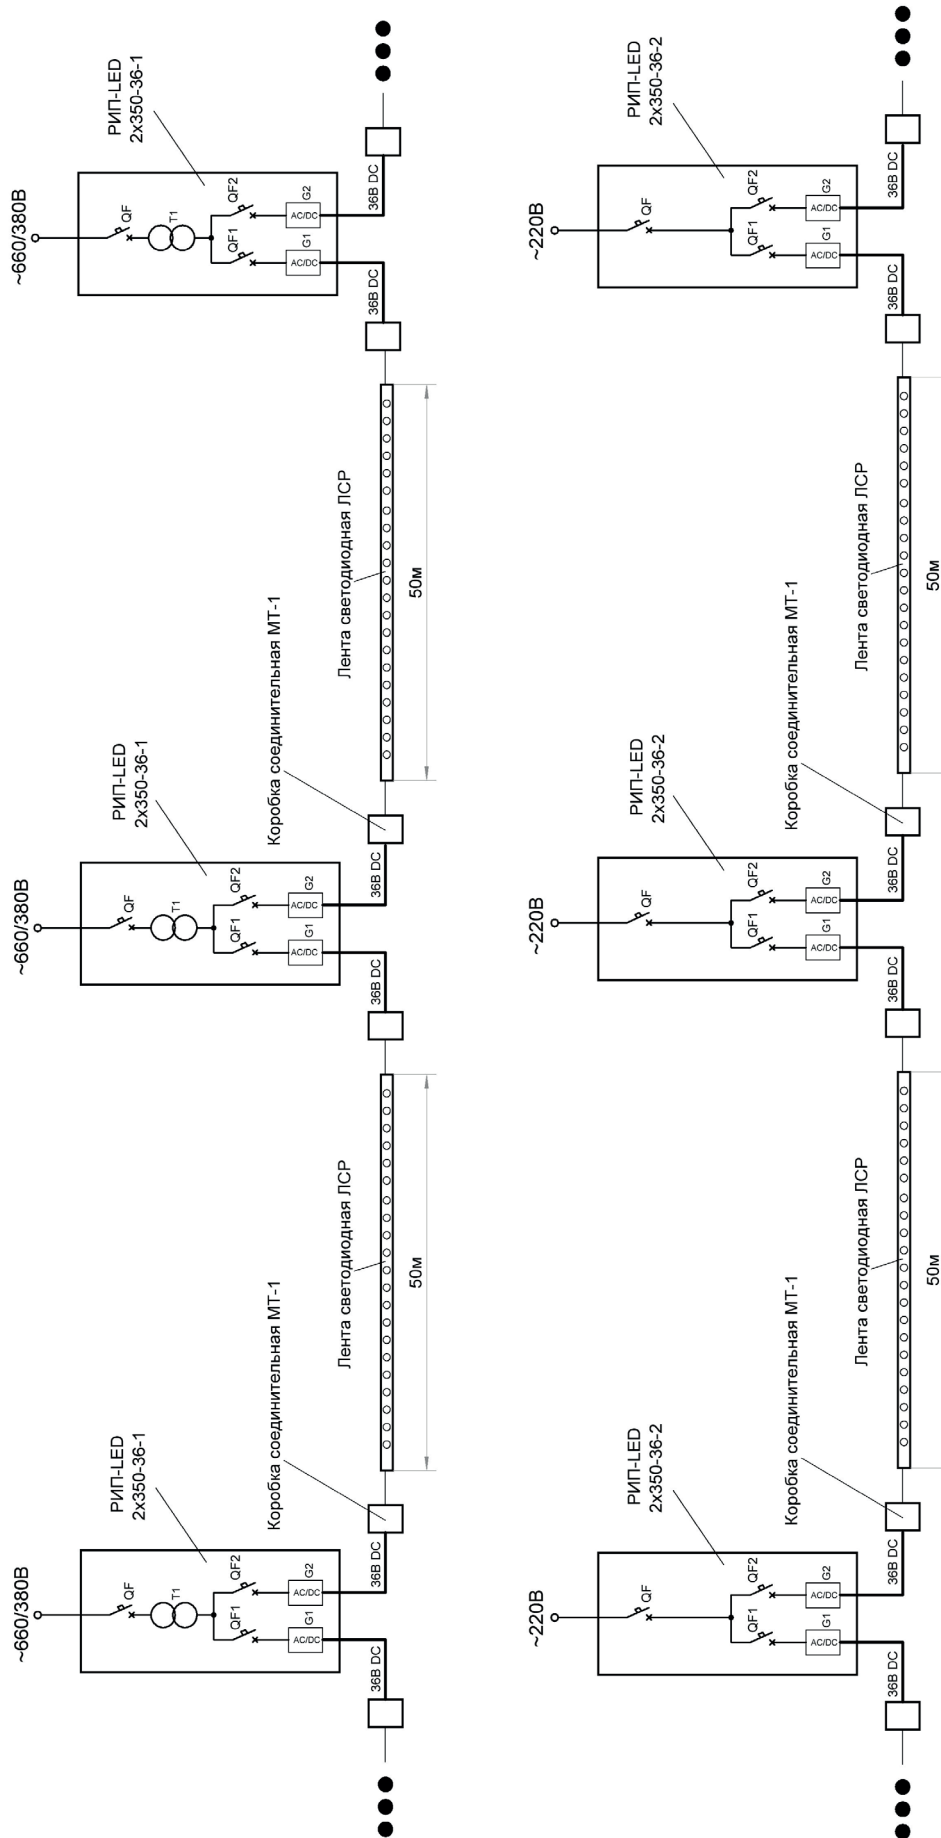 ~660/380В
РИП-LED
2х350-36-1
QF
T1
QF1
QF2
G1
G2
AC/DC
AC/DC
36В DC
36В DC
Коробка соединительная МТ-1
Лента светодиодная ЛСР
50м
~660/380В
РИП-LED
2х350-36-1
QF
T1
QF1
QF2
G1
G2
AC/DC
AC/DC
36В DC
36В DC
Коробка соединительная МТ-1
Лента светодиодная ЛСР
50м
~660/380В
РИП-LED
2х350-36-1
QF
T1
QF1
QF2
G1
G2
AC/DC
AC/DC
36В DC
36В DC
~220В
РИП-LED
2х350-36-2
QF
QF1
QF2
G1
G2
AC/DC
AC/DC
36В DC
36В DC
Коробка соединительная МТ-1
Лента светодиодная ЛСР
50м
~220В
РИП-LED
2х350-36-2
QF
QF1
QF2
G1
G2
AC/DC
AC/DC
36В DC
36В DC
Коробка соединительная МТ-1
Лента светодиодная ЛСР
50м
~220В
РИП-LED
2х350-36-2
QF
QF1
QF2
G1
G2
AC/DC
AC/DC
36В DC
36В DC